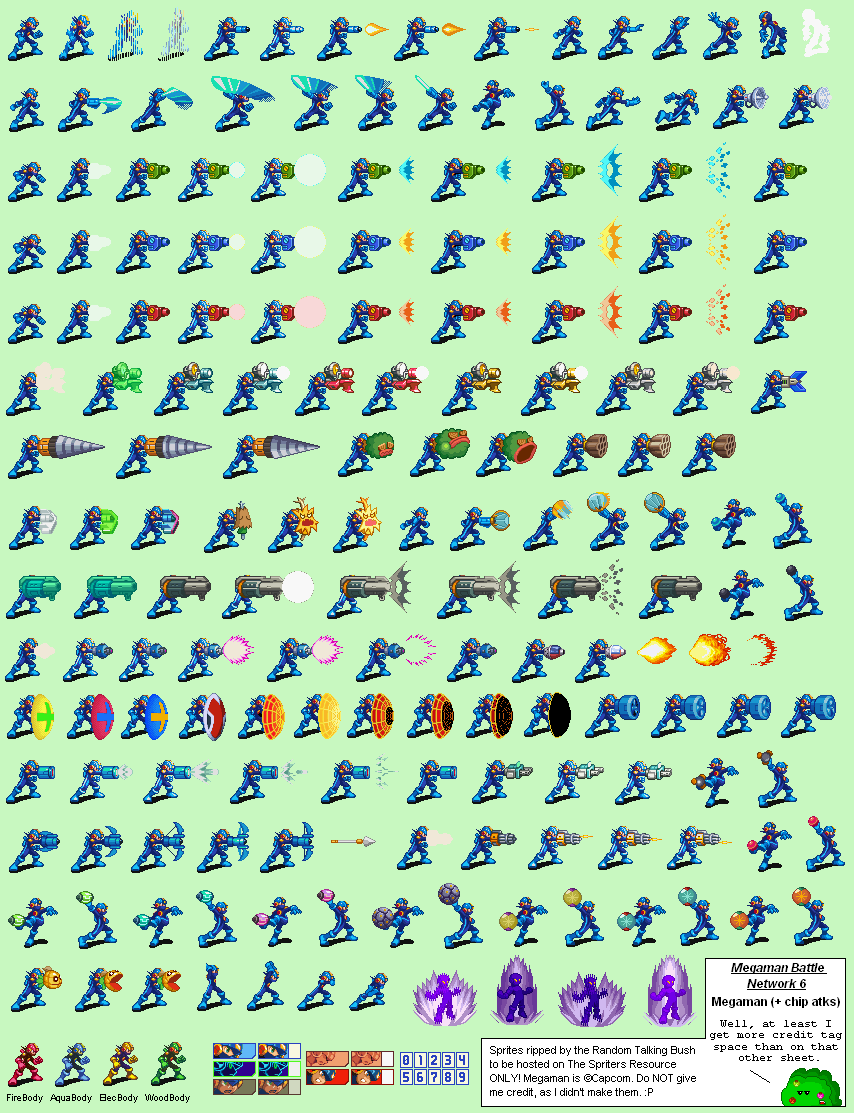 Megaman Battle
Network 6
Megaman (+ chip atks)
Well, at least I
get more credit tag
space than on that
other sheet.
Sprites ripped by the Random Talking Bush
to be hosted on The Spriters Resource
ONLY! Megaman is ©Capcom. Do NOT give
me credit, as I didn't make them. :P
0 1 2 3 4
5 6 7 8 9
FireBody AquaBody ElecBody WoodBody